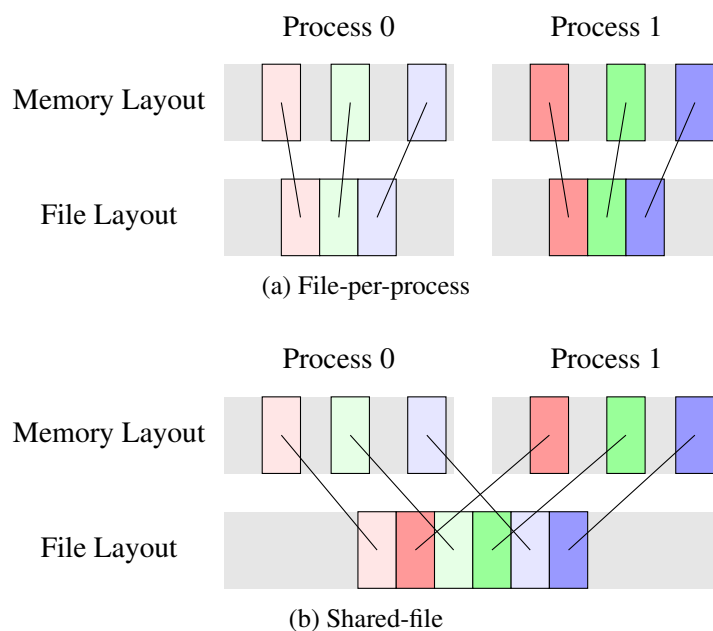 Process 0 Process 1
Memory Layout
File Layout
(a) File-per-process
Process 0 Process 1
Memory Layout
File Layout
(b) Shared-file